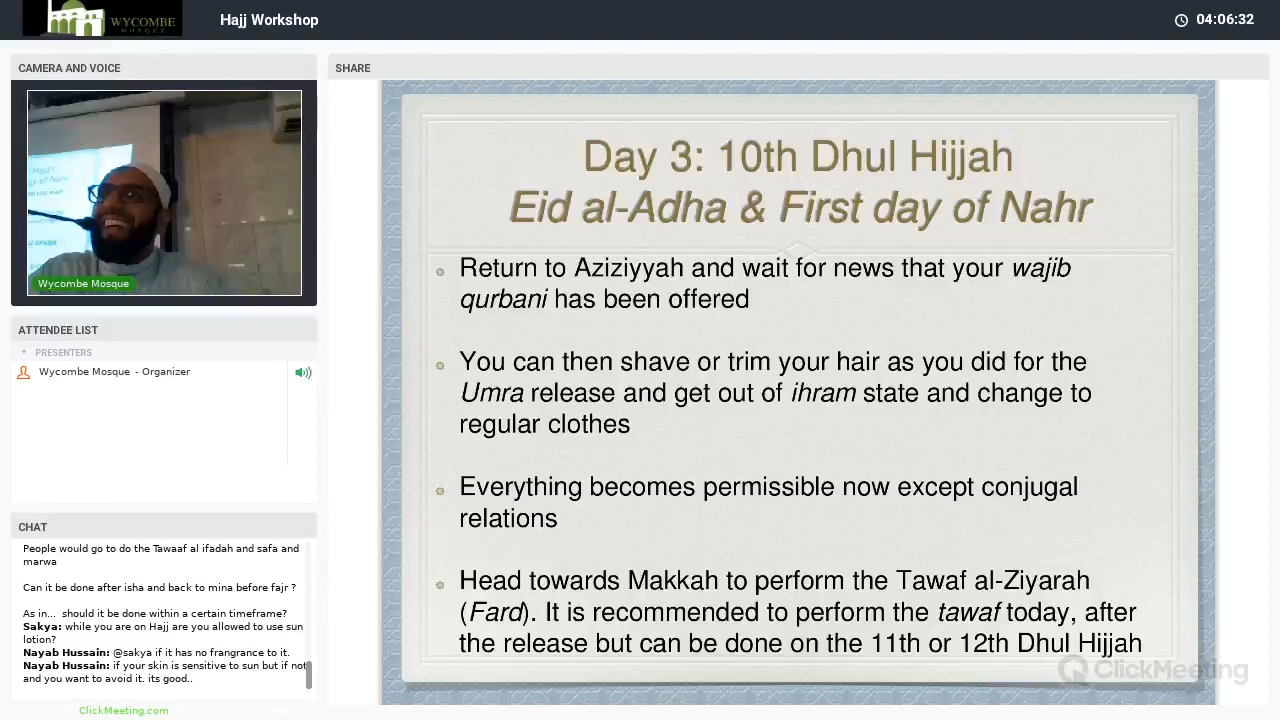 WYCOMBE
MOSQUE
Hajj Workshop
04:06:32
CAMERA AND VOICE
Wycombe Mosque
ATTENDEE LIST
PRESENTERS
Wycombe Mosque - Organizer
CHAT
People would go to do the Tawaaf al ifadah and safa and
marwa
Can it be done after isha and back to mina before fajr ?
As in... should it be done within a certain timeframe?
Sakya: while you are on Hajj are you allowed to use sun
lotion?
Nayab Hussain: @sakya if it has no frangrance to it.
Nayab Hussain: if your skin is sensitive to sun but if not
and you want to avoid it. its good..
ClickMeeting.com
SHARE
Day 3: 10th Dhul Hijjah
Eid al-Adha & First day of Nahr
Return to Aziziyyah and wait for news that your wajib
qurbani has been offered
You can then shave or trim your hair as you did for the
Umra release and get out of ihram state and change to
regular clothes
Everything becomes permissible now except conjugal
relations
Head towards Makkah to perform the Tawaf al-Ziyarah
(Fard). It is recommended to perform the tawaf today, after
the release but can be done on the 11th or 12th Dhul Hijjah
ClickMeeting